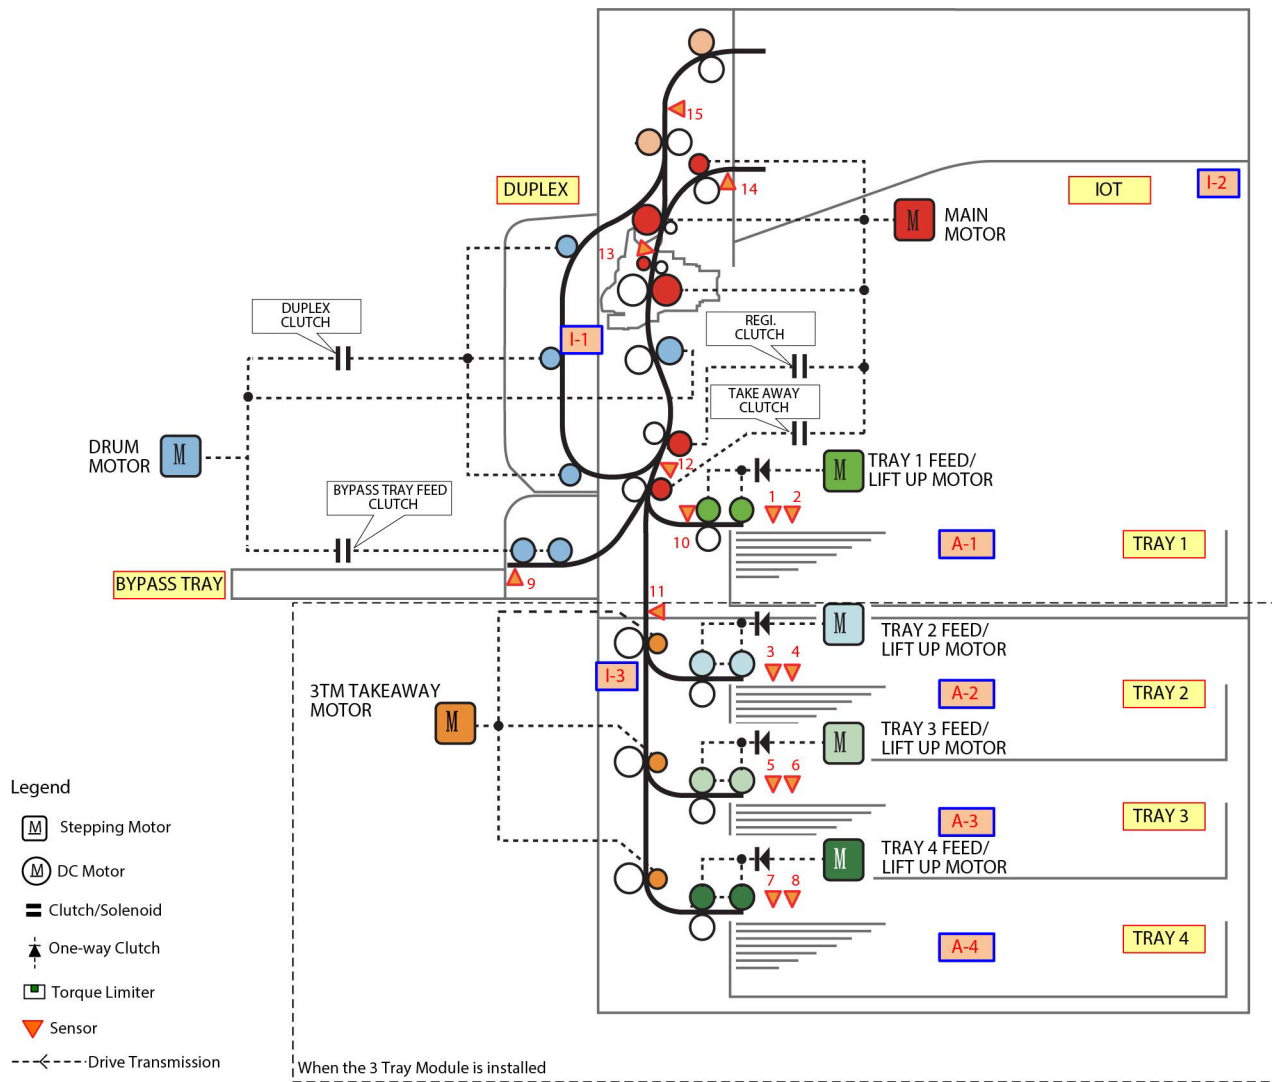 15
14
DUPLEX
IOT
I-2
M
MAIN
MOTOR
13
DUPLEX
CLUTCH
I-1
REGI.
CLUTCH
TAKE AWAY
CLUTCH
DRUM
MOTOR
M
12
M
TRAY 1 FEED/
LIFT UP MOTOR
BYPASS TRAY FEED
CLUTCH
1
2
10
A-1
TRAY 1
BYPASS TRAY
9
11
M
TRAY 2 FEED/
LIFT UP MOTOR
3
4
I-3
A-2
TRAY 2
3TM TAKEAWAY
MOTOR
M
M
TRAY 3 FEED/
LIFT UP MOTOR
5
6
A-3
TRAY 3
M
TRAY 4 FEED/
LIFT UP MOTOR
7
8
A-4
TRAY 4
Legend
M
Stepping Motor
M
DC Motor
Clutch/Solenoid
One-way Clutch
Torque Limiter
Sensor
Drive Transmission
When the 3 Tray Module is installed